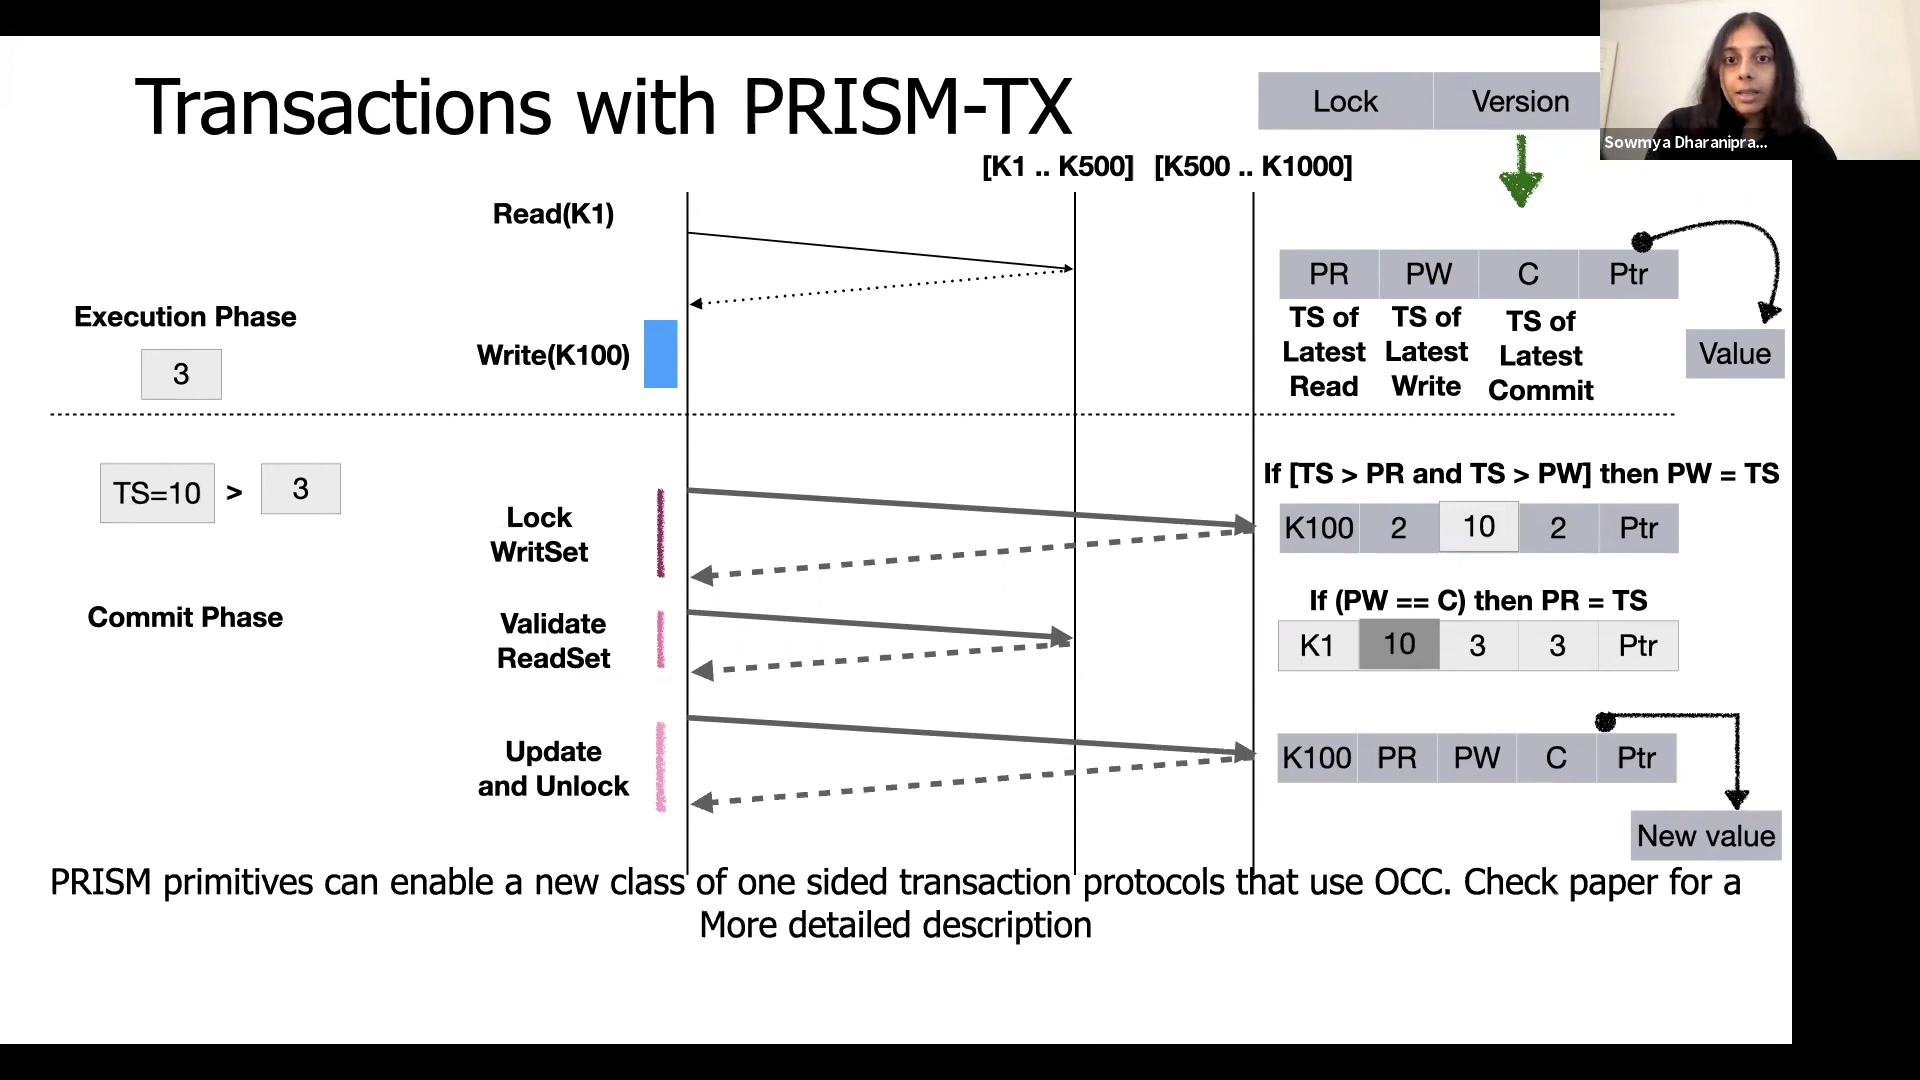 Transactions with PRISM-TX
Lock Version
Sowmya Dharanipra...
[K1 .. K500] [K500 .. K1000]
Read(K1)
Execution Phase
3
Write(K100)
PR PW C Ptr
TS of
Latest
Read
TS of
Latest
Write
TS of
Latest
Commit
Value
TS=10 > 3
If [TS > PR and TS > PW] then PW = TS
Lock
WritSet
K100 2 10 2 Ptr
Commit Phase
If (PW == C) then PR = TS
Validate
ReadSet
K1 10 3 3 Ptr
Update
and Unlock
K100 PR PW C Ptr
New value
PRISM primitives can enable a new class of one sided transaction protocols that use OCC. Check paper for a
More detailed description